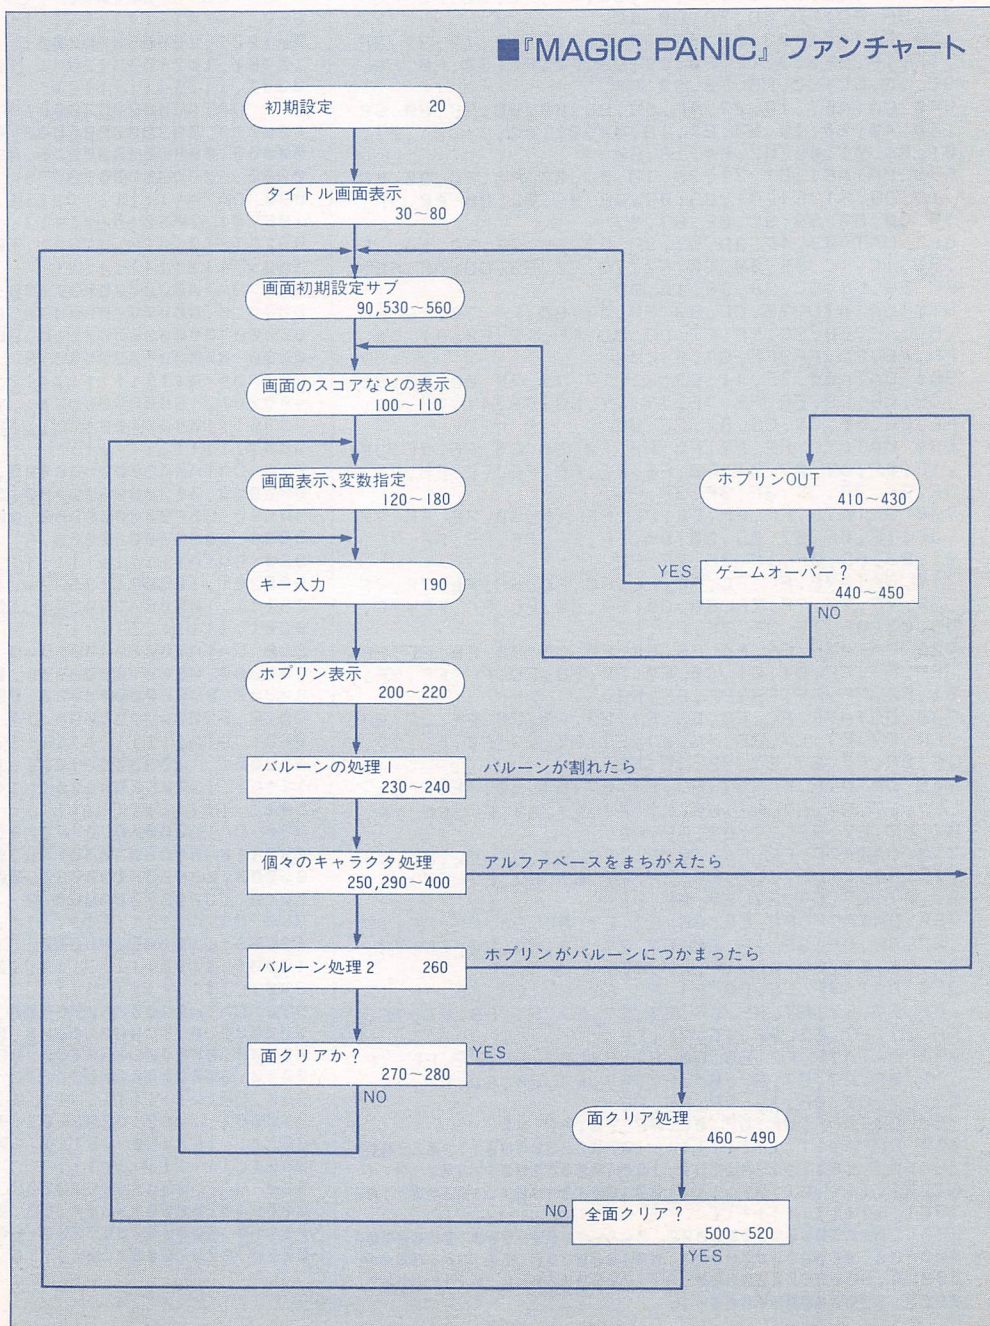 ■『MAGIC PANIC』ファンチャート
初期設定 20
タイトル画面表示
30〜80
画面初期設定サブ
90,530〜560
画面のスコアなどの表示
100〜110
画面表示、変数指定
120〜180
ホプリンOUT
410〜430
キー入力 190
YES
ゲームオーバー?
440〜450
NO
ホプリン表示
200〜220
バルーンの処理1
230〜240
バルーンが割れたら
個々のキャラクタ処理
250,290〜400
アルファベースをまちがえたら
バルーン処理2 260
ホプリンがバルーンにつかまったら
面クリアか?
270〜280
YES
NO
面クリア処理
460〜490
NO
全面クリア?
500〜520
YES